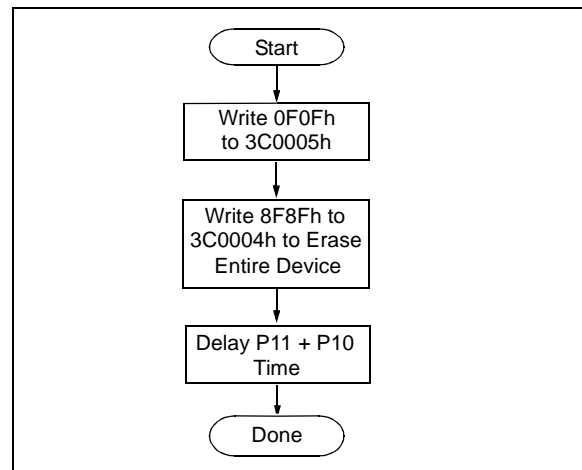 Start
Write 0F0Fh
to 3C0005h
Write 8F8Fh to
3C0004h to Erase
Entire Device
Delay P11 + P10
Time
Done